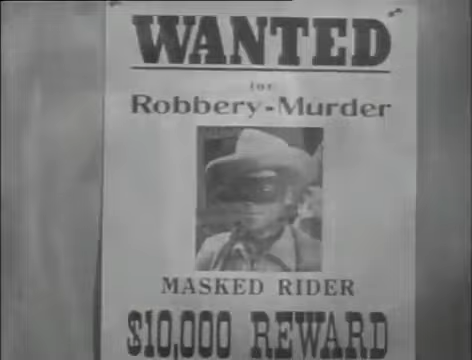 WANTED
for
Robbery-Murder
MASKED RIDER
$10,000 REWARD